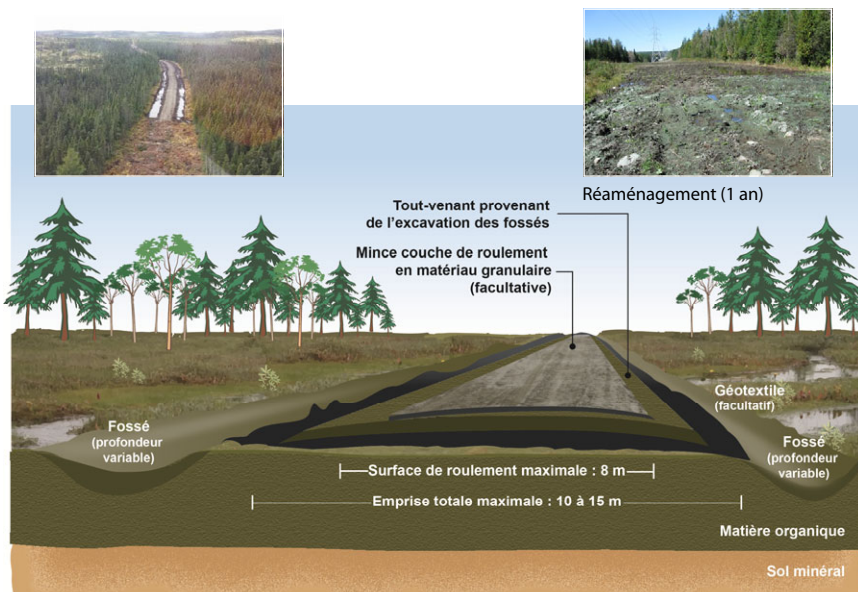 Réaménagement (1 an)
Tout-venant provenant
de l'excavation des fossés
Mince couche de roulement
en matériau granulaire
(facultative)
Géotextile
(facultatif)
Fossé
(profondeur
variable)
Fossé
(profondeur
variable)
Surface de roulement maximale : 8 m
Emprise totale maximale : 10 à 15 m
Matière organique
Sol minéral